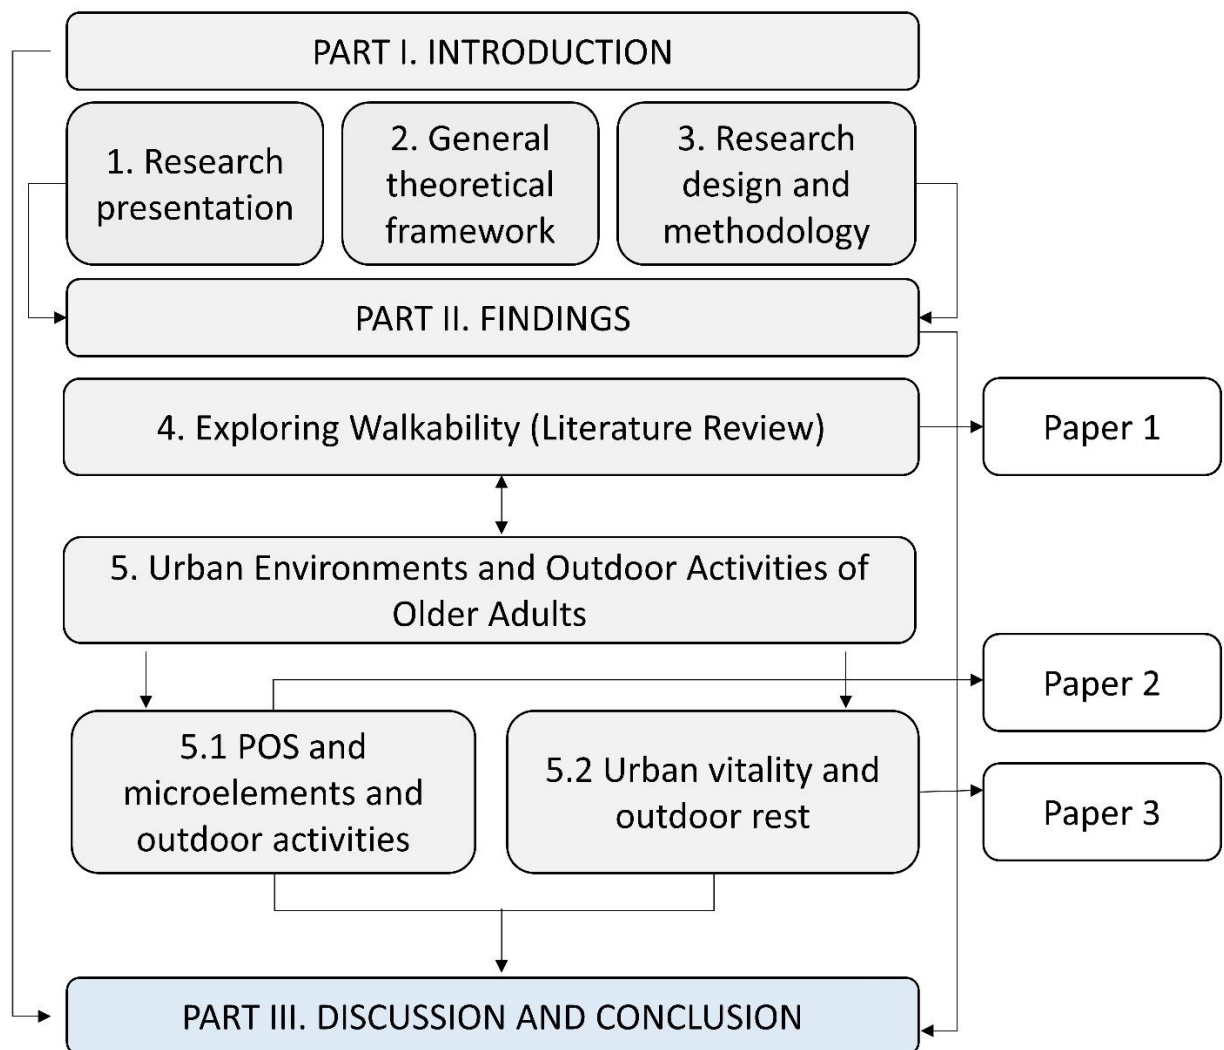 PART I. INTRODUCTION
1. Research
presentation
2. General
theoretical
framework
3. Research
design and
methodology
PART II. FINDINGS
4. Exploring Walkability (Literature Review)
Paper 1
5. Urban Environments and Outdoor Activities of
Older Adults
Paper 2
5.1 POS and
microelements and
outdoor activities
5.2 Urban vitality and
outdoor rest
Paper 3
PART III. DISCUSSION AND CONCLUSION